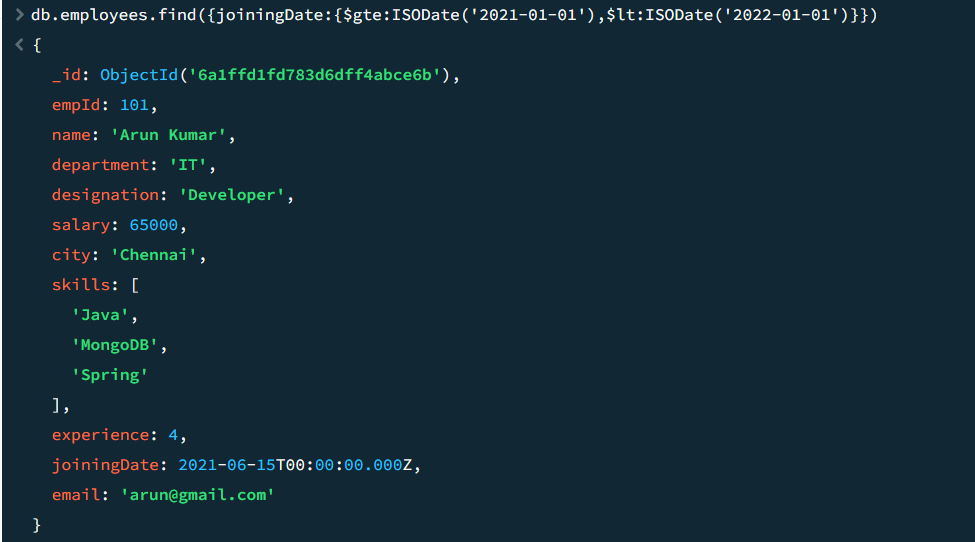 > db.employees.find({joiningDate:{$gte:ISODate('2021-01-01'),$lt:ISODate('2022-01-01')}})
< {
_id: ObjectId('6a1ffd1fd783d6dff4abce6b'),
empId: 101,
name: 'Arun Kumar',
department: 'IT',
designation: 'Developer',
salary: 65000,
city: 'Chennai',
skills: [
'Java',
'MongoDB',
'Spring'
],
experience: 4,
joiningDate: 2021-06-15T00:00:00.000Z,
email: 'arun@gmail.com'
}